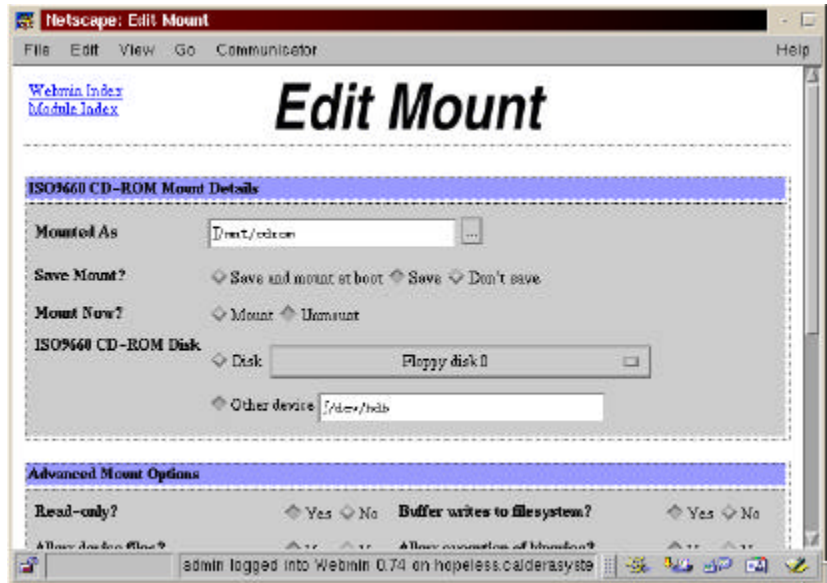 Netscape: Edit Mount
File Edit View Go Communicator Help
Webmin Index
Module Index
Edit Mount
ISO9660 CD-ROM Mount Details
Mounted As /mnt/cdrom ...
Save Mount? Save and mount at boot Save Don't save
Mount Now? Mount Unmount
ISO9660 CD-ROM Disk
Disk Floppy disk 0
Other device /dev/hdb
Advanced Mount Options
Read-only? Yes No Buffer writes to filesystem? Yes No
Allow device files?
admin logged into Webmin 0.74 on hopeless.calderasyste